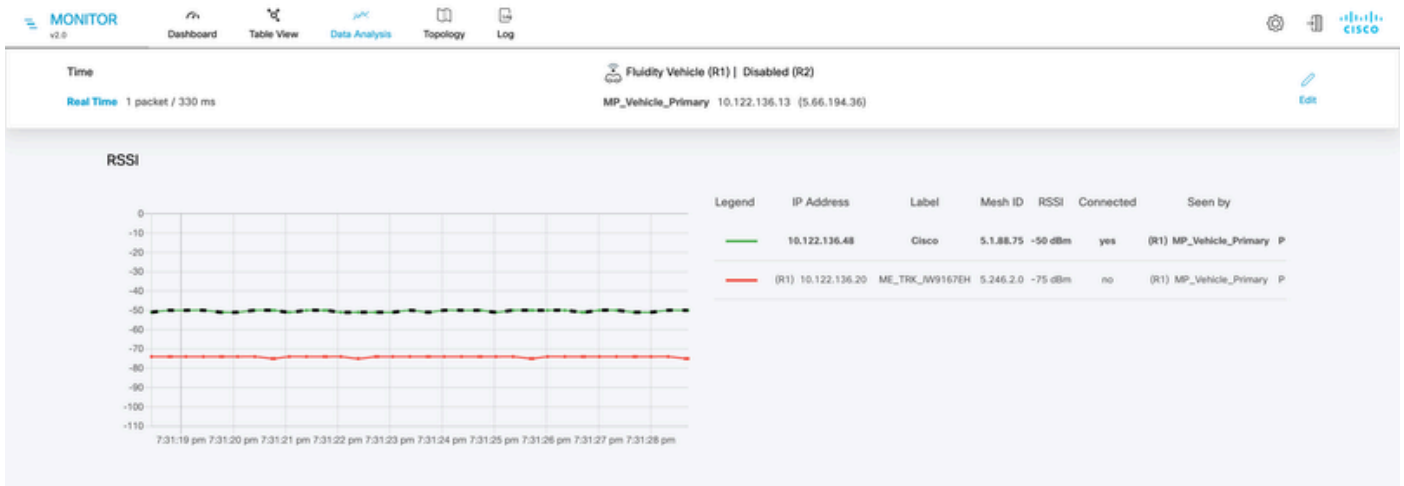 MONITOR
v2.0
Dashboard
Table View
Data Analysis
Topology
Log
CISCO
Time
Real Time 1 packet / 330 ms
Fluidity Vehicle (R1) | Disabled (R2)
MP_Vehicle_Primary 10.122.136.13 (5.66.194.36)
Edit
RSSI
0
-10
-20
-30
-40
-50
-60
-70
-80
-90
-100
-110
7:31:19 pm 7:31:20 pm 7:31:21 pm 7:31:22 pm 7:31:23 pm 7:31:24 pm 7:31:25 pm 7:31:26 pm 7:31:27 pm 7:31:28 pm
Legend IP Address Label Mesh ID RSSI Connected Seen by
10.122.136.48 Cisco 5.1.88.75 -50 dBm yes (R1) MP_Vehicle_Primary P
(R1) 10.122.136.20 ME_TRK_IW9167EH 5.246.2.0 -75 dBm no (R1) MP_Vehicle_Primary P